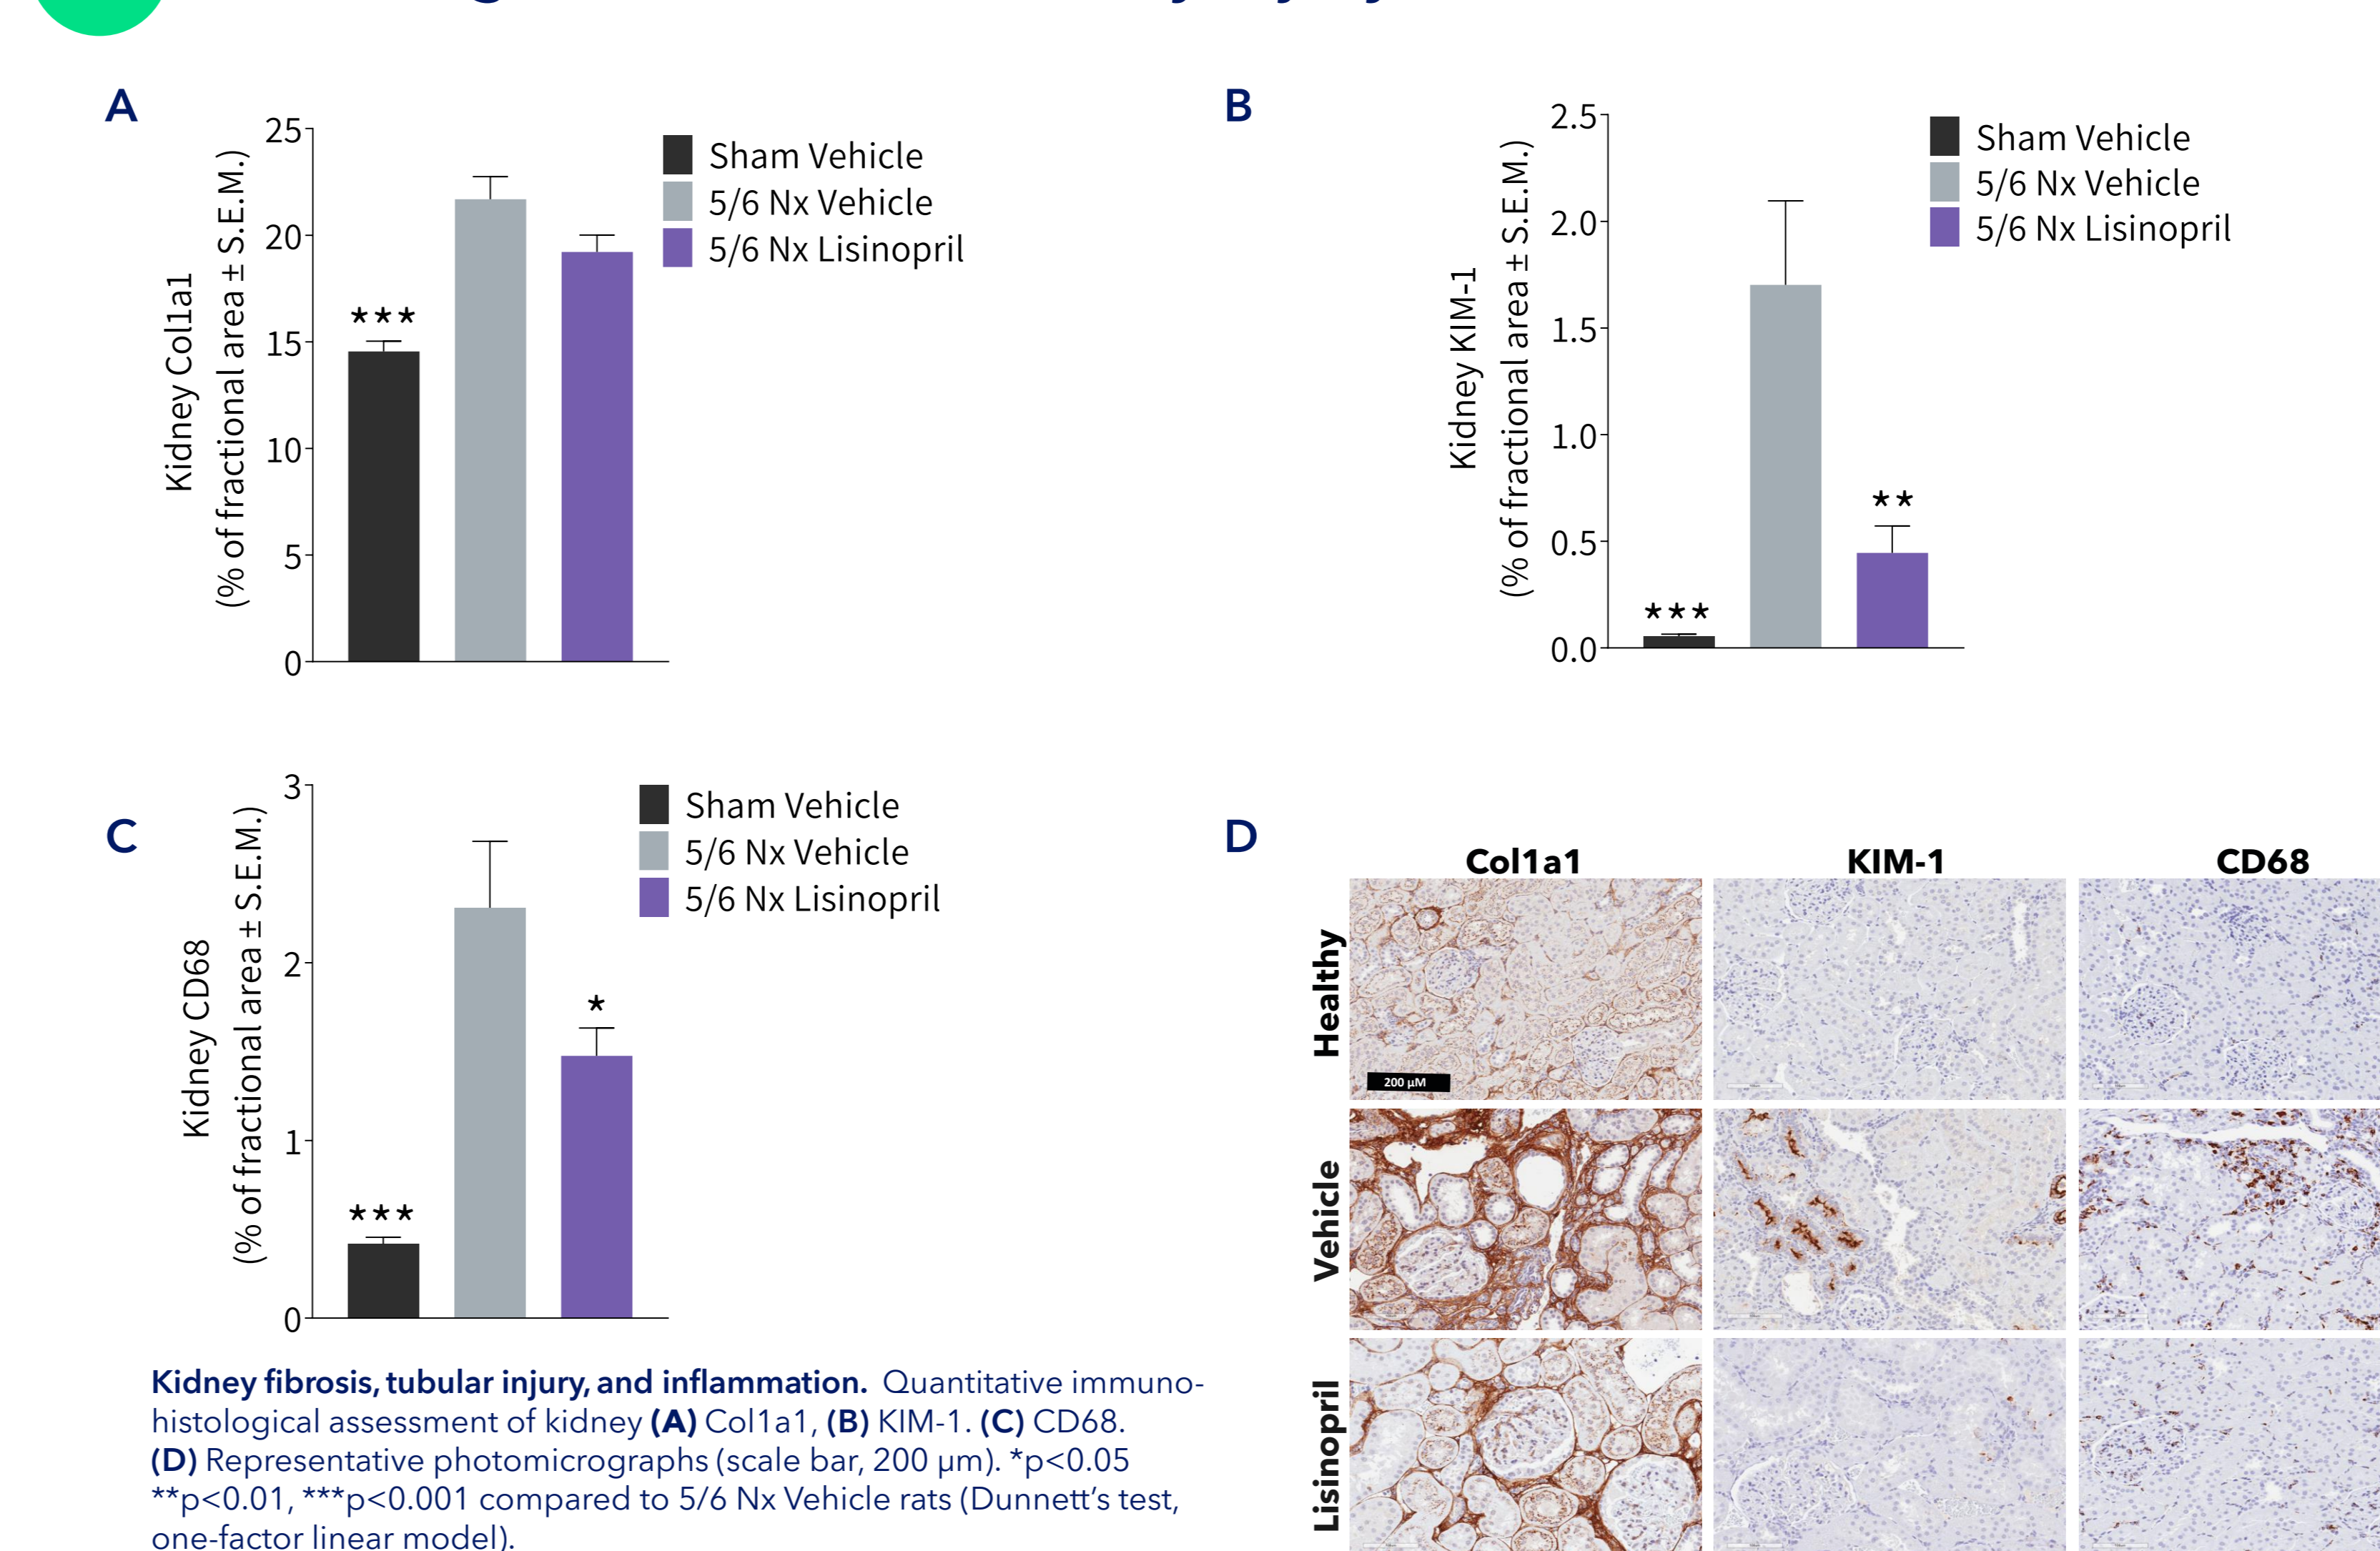 A
Kidney Col1a1
(% of fractional area ± S.E.M.)
25
20
15
10
5
0
***
Sham Vehicle
5/6 Nx Vehicle
5/6 Nx Lisinopril
B
Kidney KIM-1
(% of fractional area ± S.E.M.)
2.5
2.0
1.5
1.0
0.5
0.0
***
**
Sham Vehicle
5/6 Nx Vehicle
5/6 Nx Lisinopril
C
Kidney CD68
(% of fractional area ± S.E.M.)
3
2
1
0
***
*
Sham Vehicle
5/6 Nx Vehicle
5/6 Nx Lisinopril
D
Col1a1 KIM-1 CD68
Healthy
200 µM
Vehicle
Lisinopril
Kidney fibrosis, tubular injury, and inflammation. Quantitative immuno-
histological assessment of kidney (A) Col1a1, (B) KIM-1. (C) CD68.
(D) Representative photomicrographs (scale bar, 200 µm). *p<0.05
**p<0.01, ***p<0.001 compared to 5/6 Nx Vehicle rats (Dunnett’s test,
one-factor linear model).